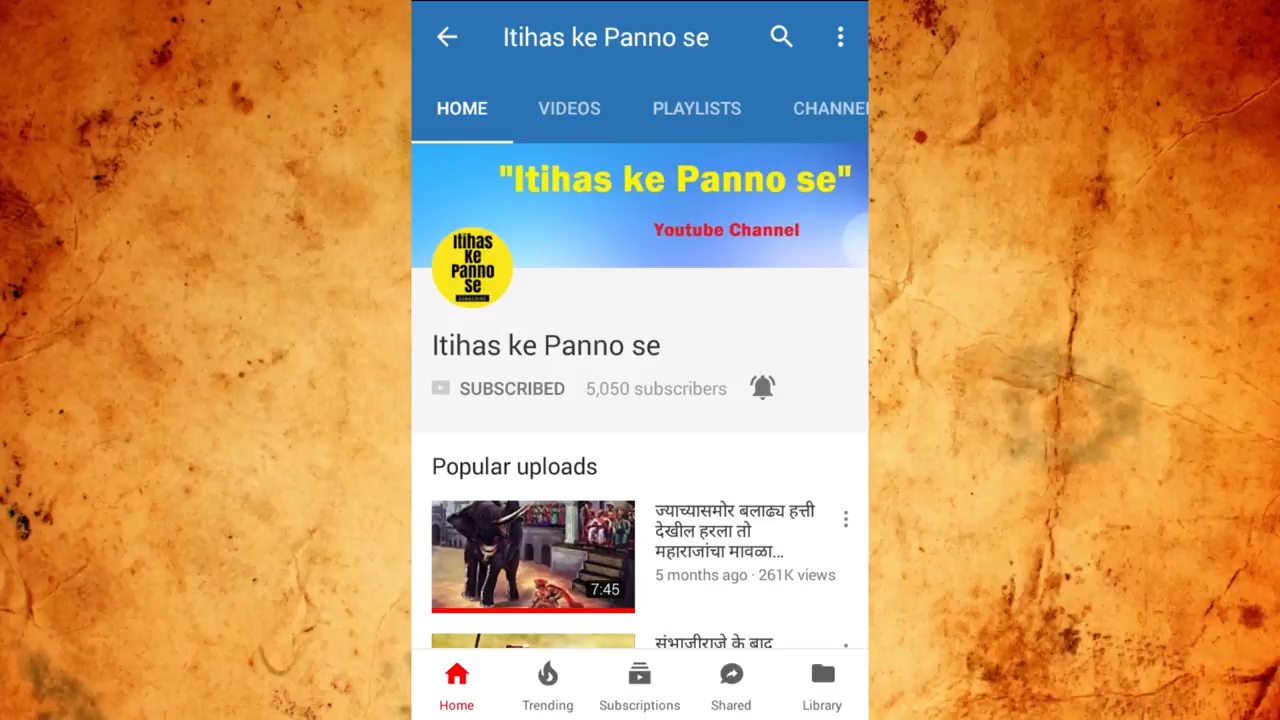 Itihas ke Panno se
HOME VIDEOS PLAYLISTS CHANNEL
"Itihas ke Panno se"
Youtube Channel
Itihas
Ke
Panno
se
SUBSCRIBE
Itihas ke Panno se
SUBSCRIBED 5,050 subscribers
Popular uploads
ज्याच्यासमोर बलाढ्य हत्ती
देखील हरला तो
महाराजांचा मावळा...
5 months ago · 261K views
7:45
संभाजीराजे के बाद
Home Trending Subscriptions Shared Library